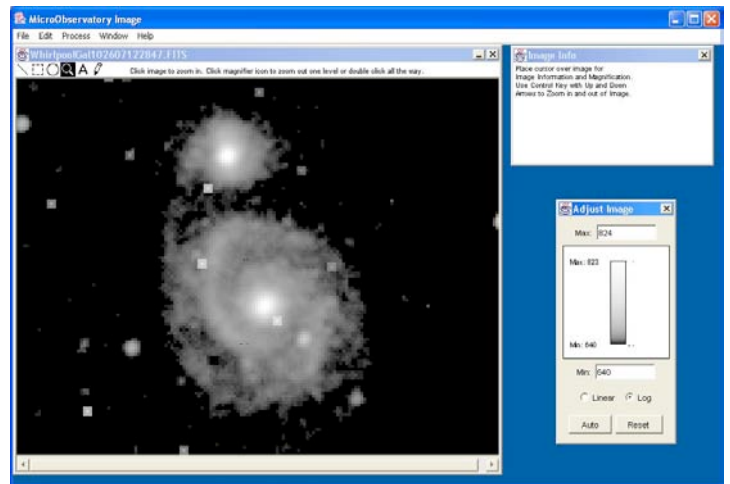 MicroObservatory Image
File Edit Process Window Help
WhirlpoolGal102607122847.FITS
A
Click image to zoom in. Click magnifier icon to zoom out one level or double click all the way.
Image Info
Place cursor over image for
Image Information and Magnification.
Use Control Key with Up and Down
Arrows to Zoom in and out of Image.
Adjust Image
Max: 824
Max: 823
Min: 640
Min: 640
Linear Log
Auto Reset